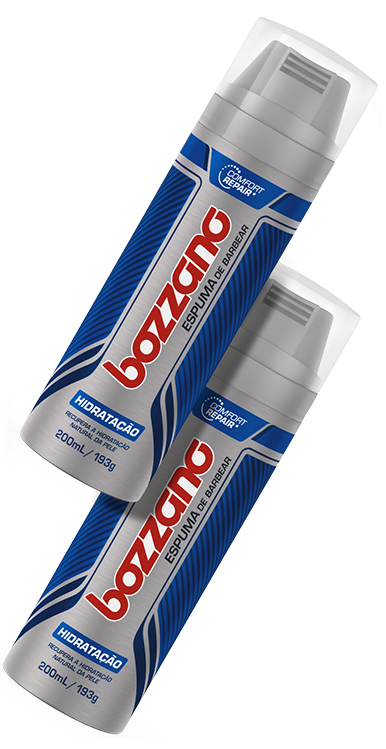 COMFORT
REPAIR
bozzano
ESPUMA DE BARBEAR
HIDRATAÇÃO
RECUPERA A HIDRATAÇÃO
NATURAL DA PELE
200mL/193g
COMFORT
REPAIR
bozzano
ESPUMA DE BARBEAR
HIDRATAÇÃO
RECUPERA A HIDRATAÇÃO
NATURAL DA PELE
200mL/193g